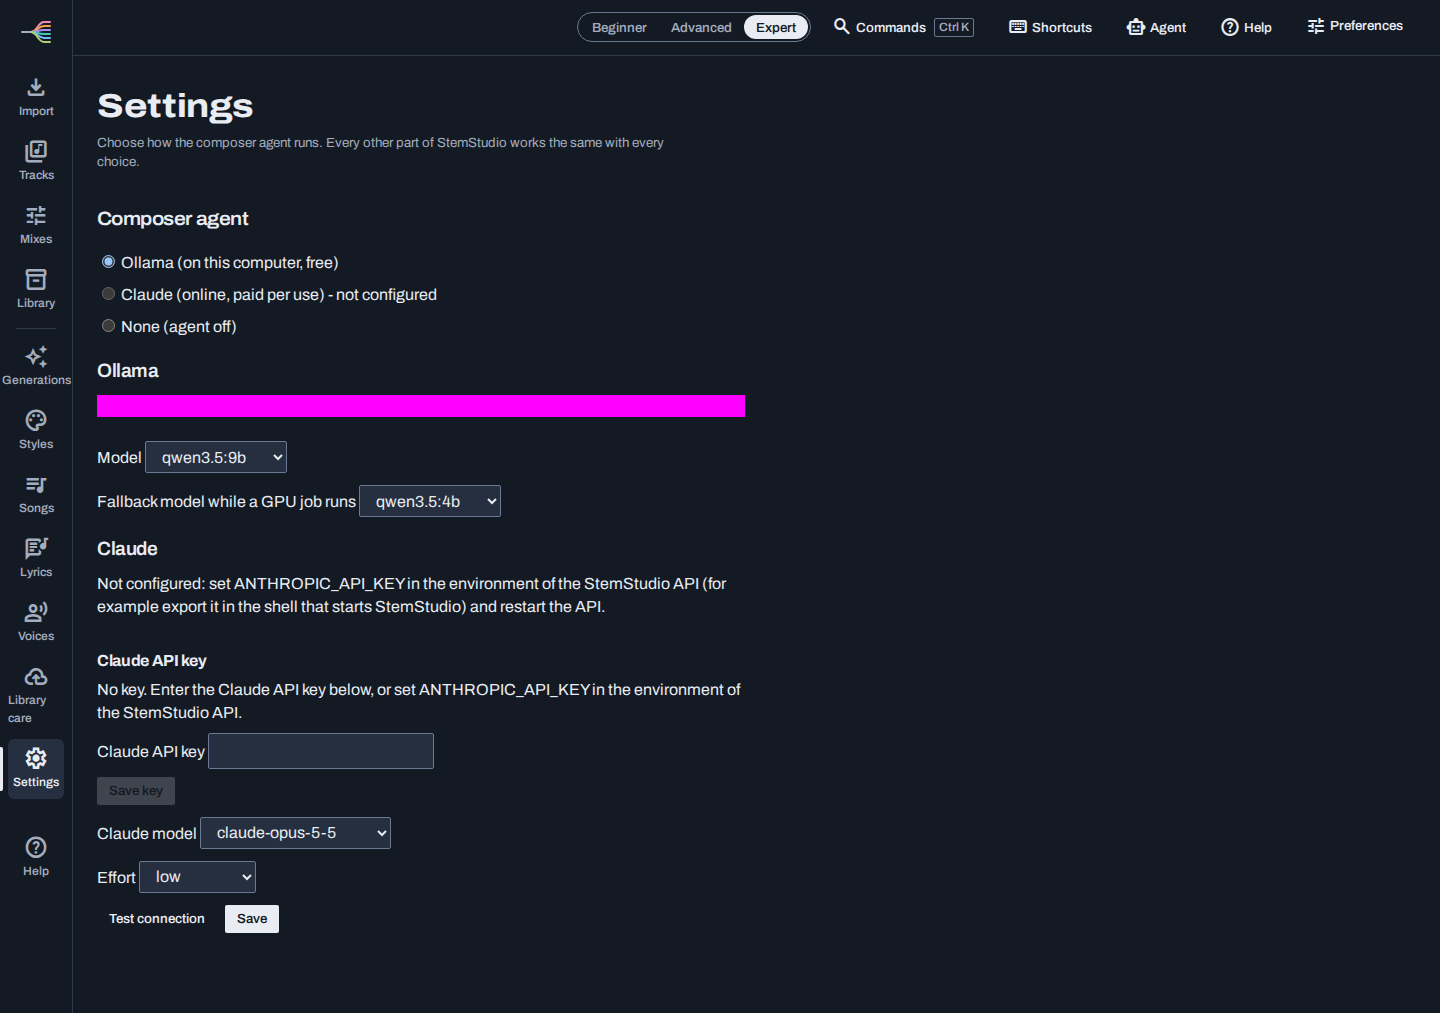 Beginner
Advanced
Expert
Commands
Ctrl K
Shortcuts
Agent
Help
Preferences
Import
Tracks
Mixes
Library
Generations
Styles
Songs
Lyrics
Voices
Library
care
Settings
Help
Settings
Choose how the composer agent runs. Every other part of StemStudio works the same with every
choice.
Composer agent
Ollama (on this computer, free)
Claude (online, paid per use) - not configured
None (agent off)
Ollama
Model qwen3.5:9b
Fallback model while a GPU job runs qwen3.5:4b
Claude
Not configured: set ANTHROPIC_API_KEY in the environment of the StemStudio API (for
example export it in the shell that starts StemStudio) and restart the API.
Claude API key
No key. Enter the Claude API key below, or set ANTHROPIC_API_KEY in the environment of
the StemStudio API.
Claude API key
Save key
Claude model claude-opus-5-5
Effort low
Test connection
Save